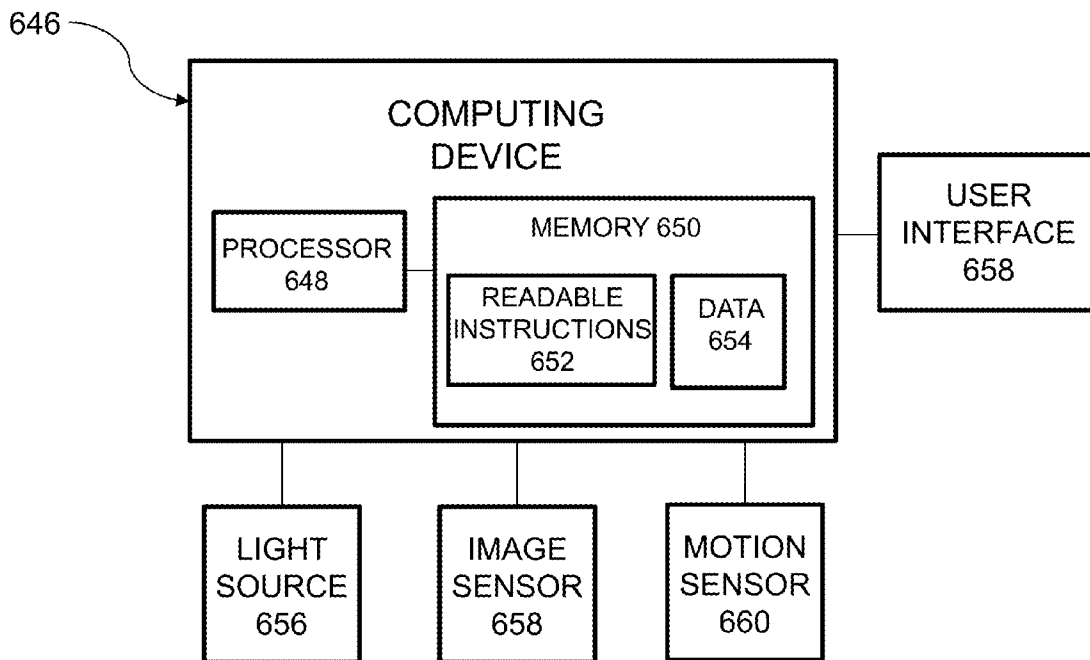 646
COMPUTING
DEVICE
PROCESSOR
648
MEMORY 650
READABLE
INSTRUCTIONS
652
DATA
654
USER
INTERFACE
658
LIGHT
SOURCE
656
IMAGE
SENSOR
658
MOTION
SENSOR
660